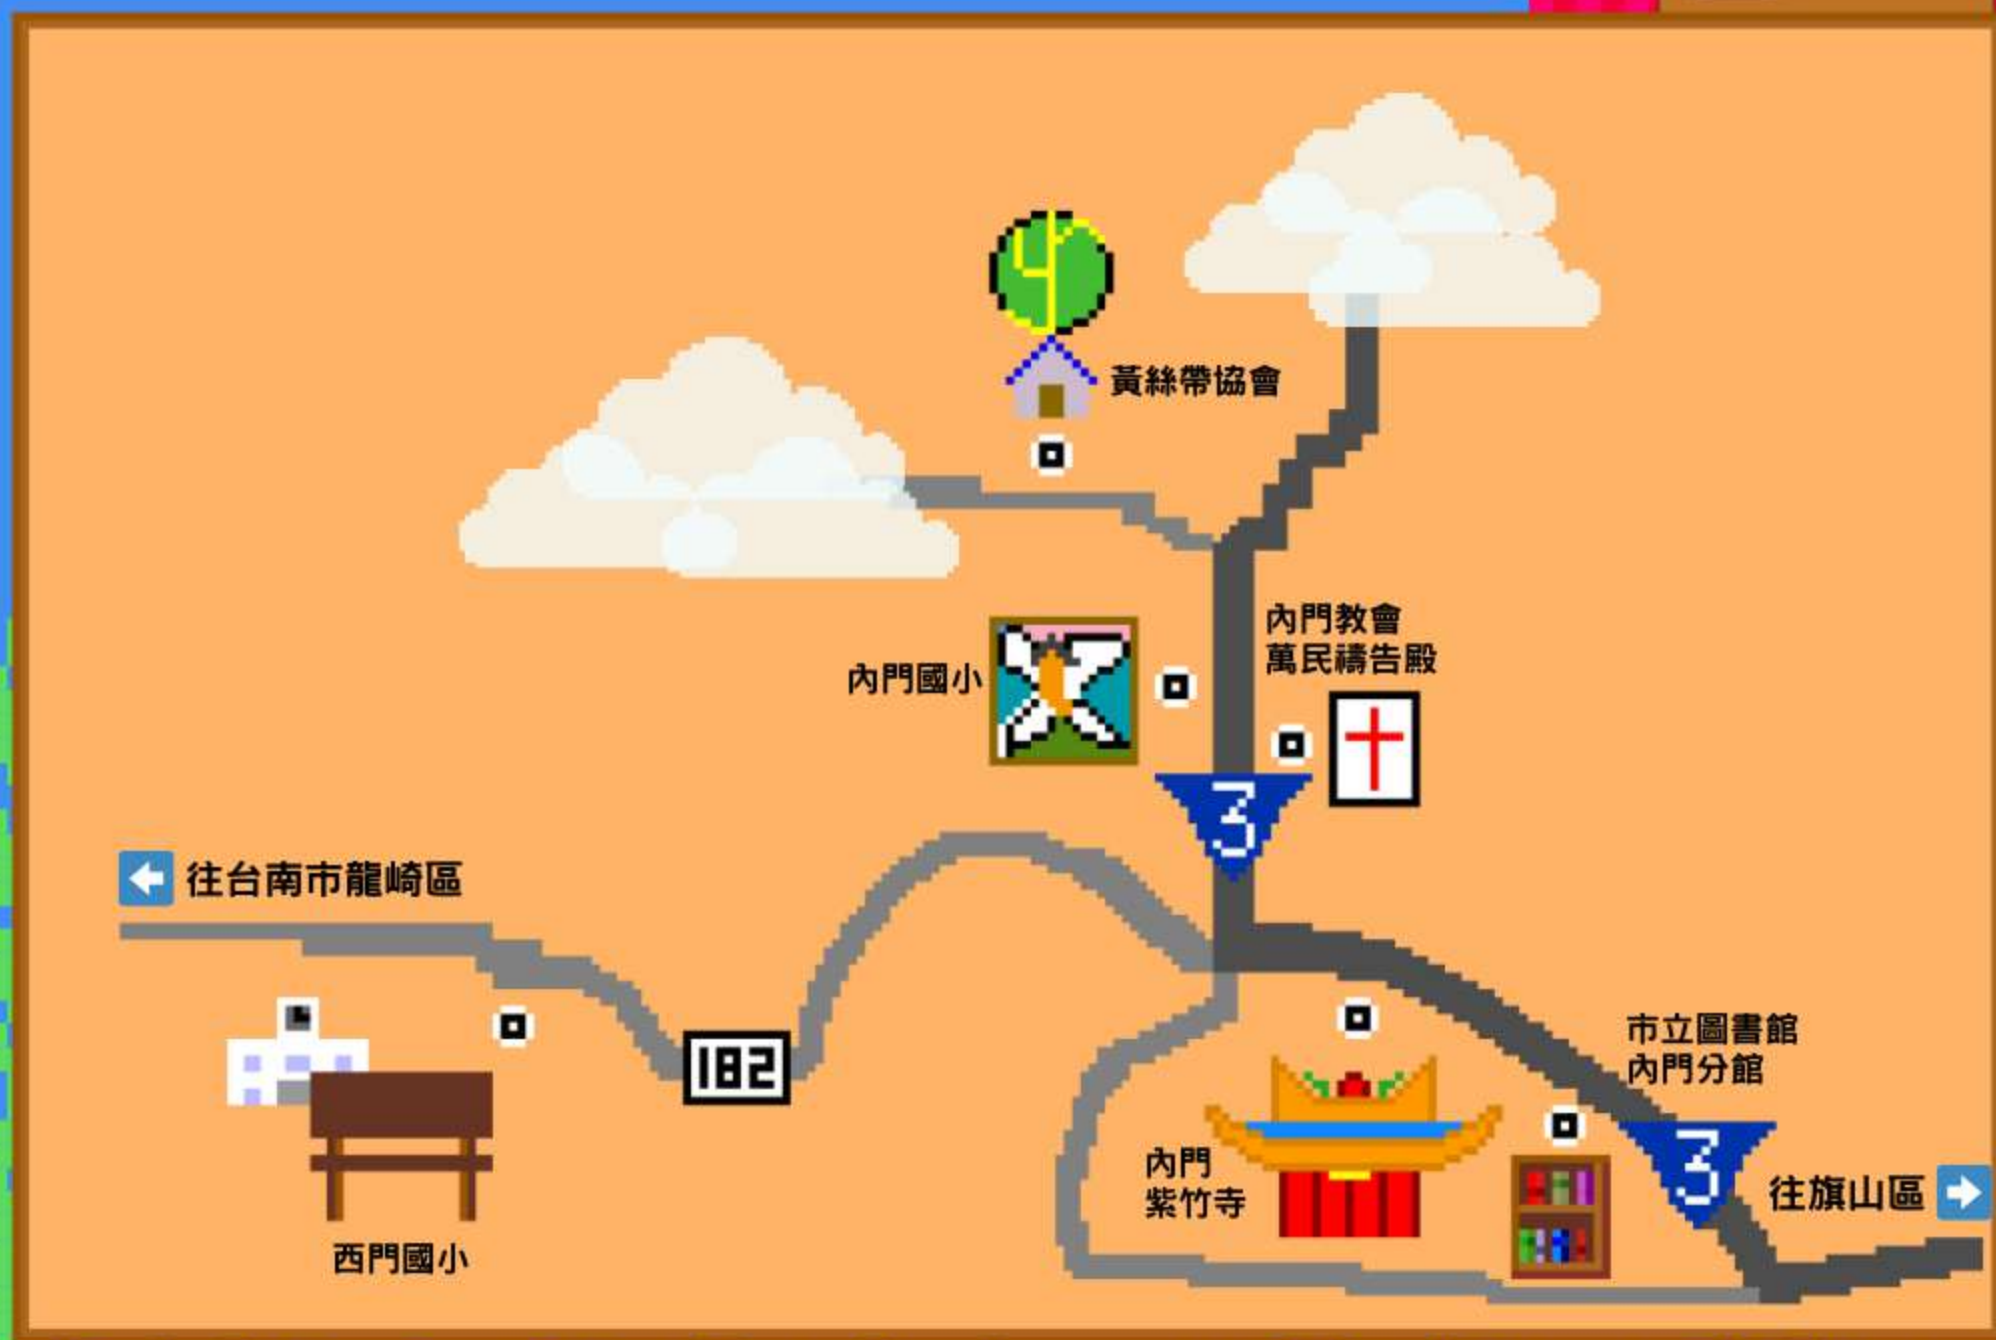 黃絲帶協會
內門教會
萬民禱告殿
內門國小
3
往台南市龍崎區
182
市立圖書館
內門分館
3
內門
紫竹寺
往旗山區
西門國小